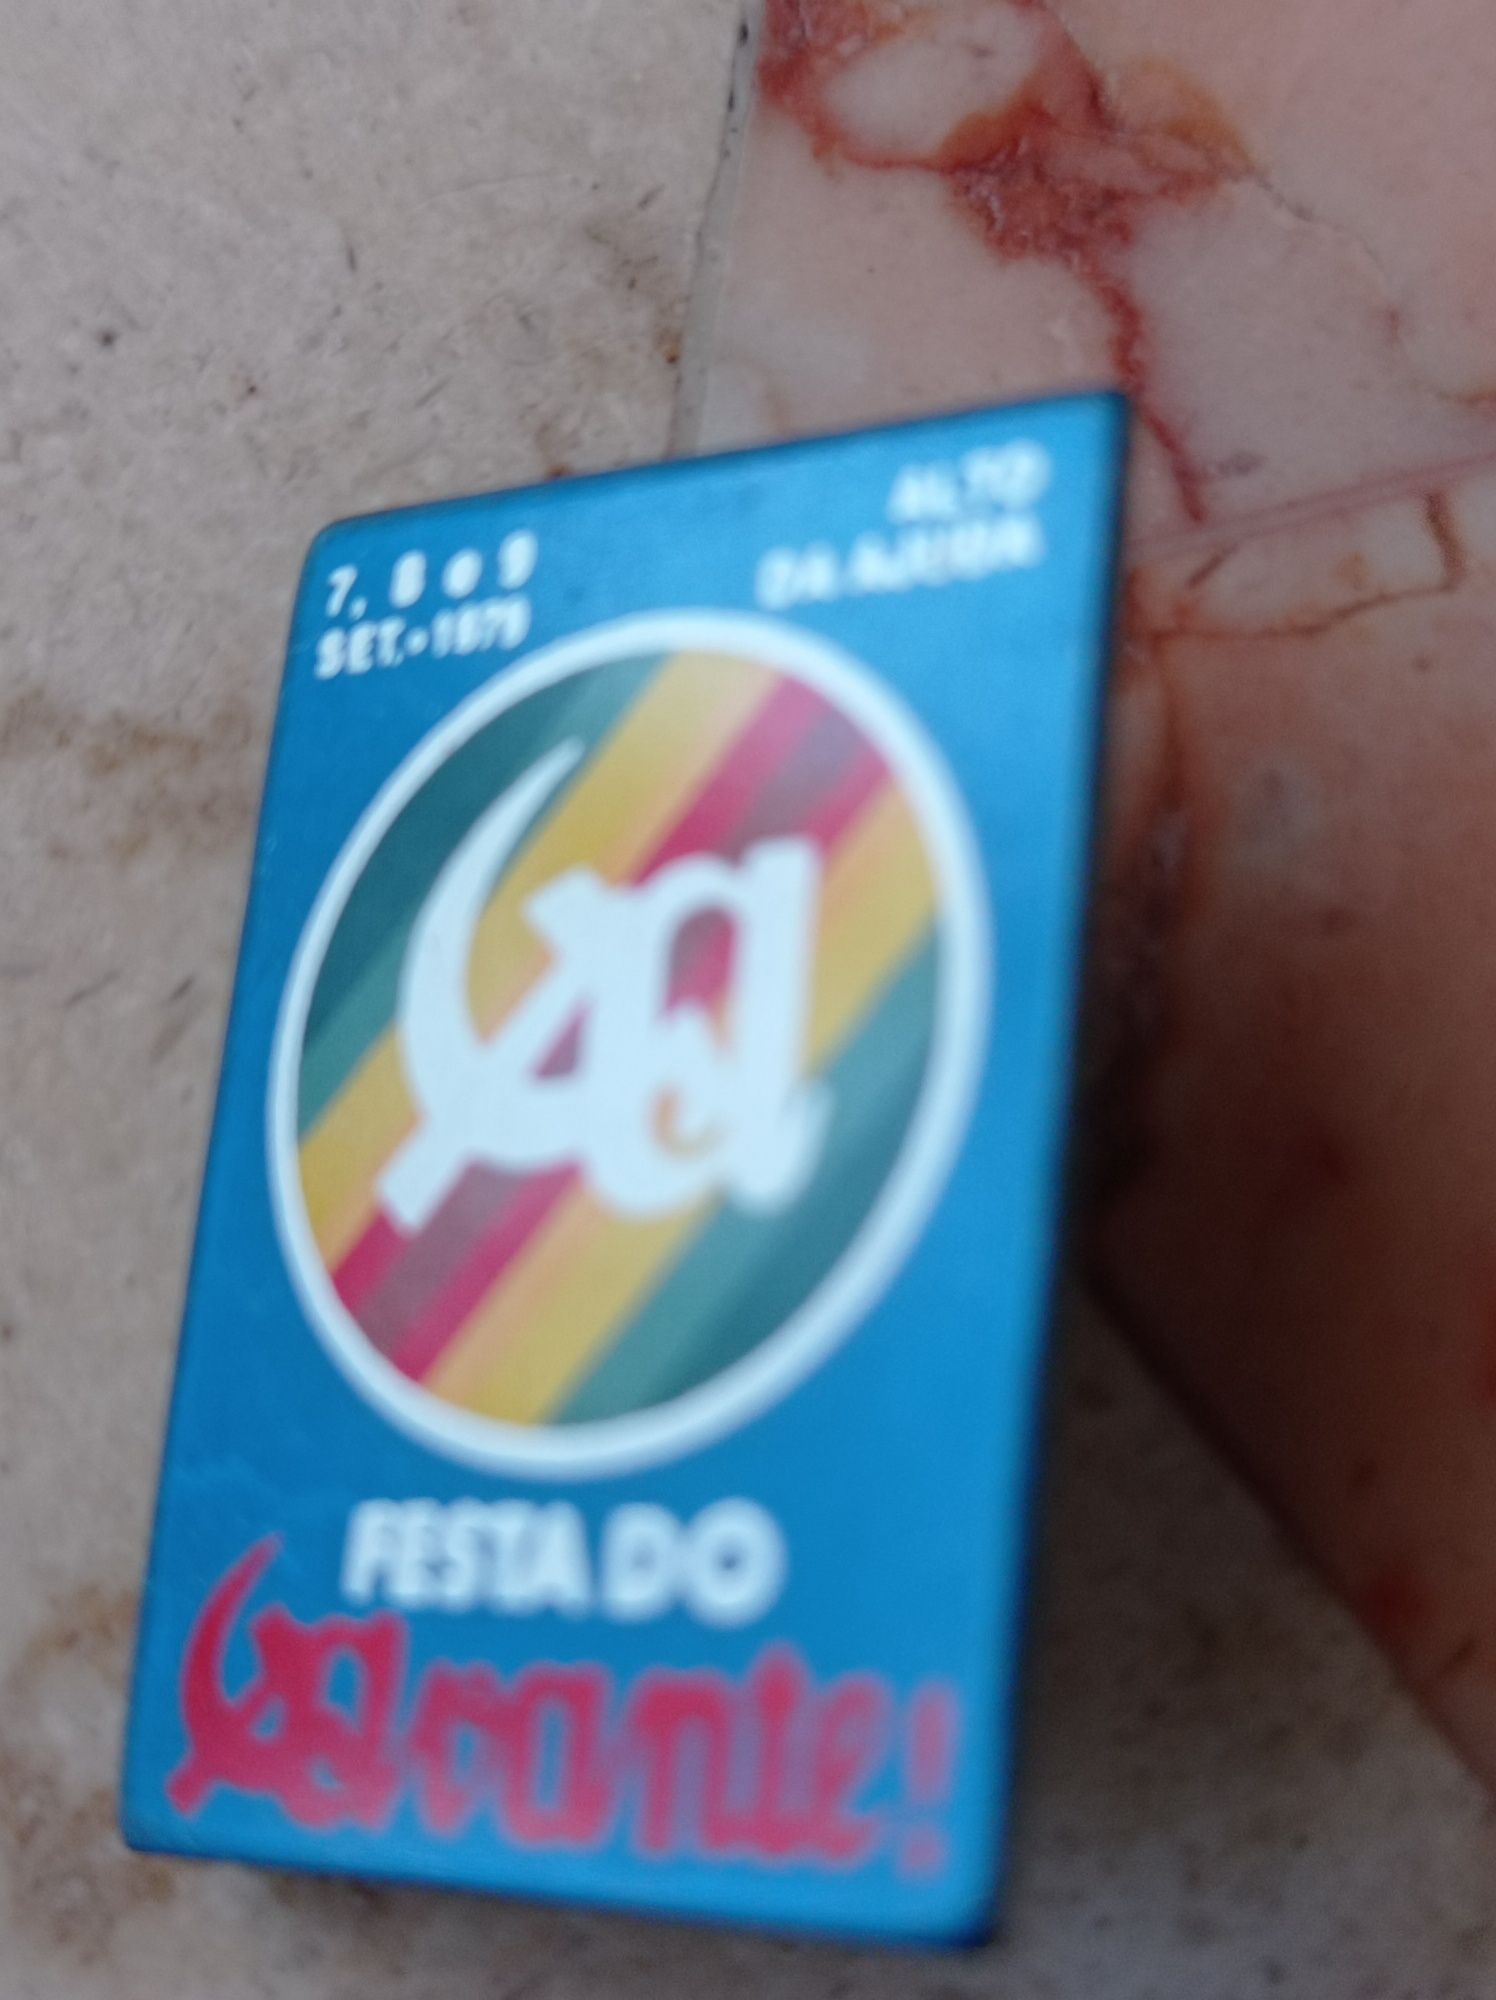 7, 8 e 9
SET.-1979
ALTO
DA AJUDA
FESTA DO
Avante!